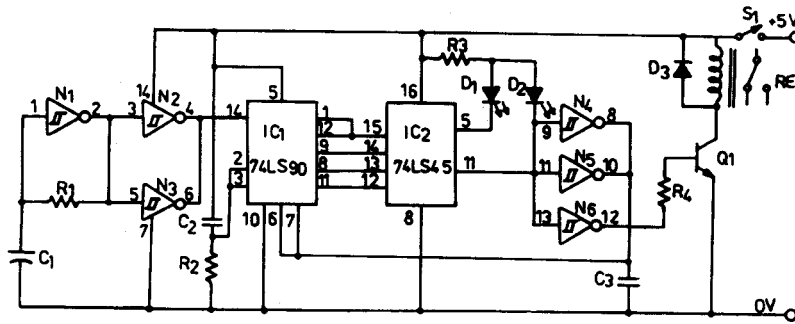 S1 +5V
N1 N2 R3 D1 D2 N4 D3 RE
14 16 5
1 2 3 4 14 1 12 15 5 9 8
IC1 IC2
9 14 Q1
2 74LS90 8 13 74LS45 11 11 N5 10
3 11 12
R1 5 N3 6 13 N6 12 R4
7 C2 10 6 7 8
C1 R2 C3
0V